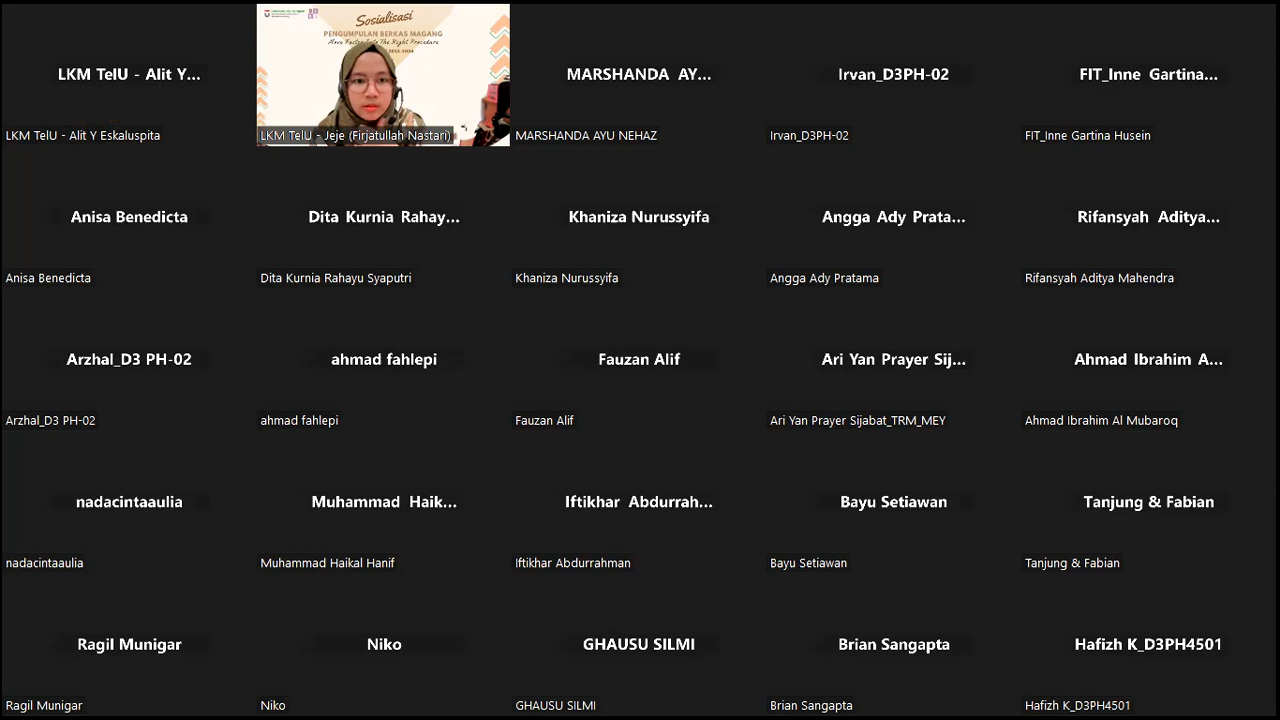 Sosialisasi
PENGUMPULAN BERKAS MAGANG
LKM TelU - Alit Y...
MARSHANDA AY...
Irvan_D3PH-02
FIT_Inne Gartina...
LKM TelU - Alit Y Eskaluspita
LKM TelU - Jeje (Firjatullah Nastari)
MARSHANDA AYU NEHAZ
Irvan_D3PH-02
FIT_Inne Gartina Husein
Anisa Benedicta
Dita Kurnia Rahay...
Khaniza Nurussyifa
Angga Ady Prata...
Rifansyah Aditya...
Anisa Benedicta
Dita Kurnia Rahayu Syaputri
Khaniza Nurussyifa
Angga Ady Pratama
Rifansyah Aditya Mahendra
Arzhal_D3 PH-02
ahmad fahlepi
Fauzan Alif
Ari Yan Prayer Sij...
Ahmad Ibrahim A...
Arzhal_D3 PH-02
ahmad fahlepi
Fauzan Alif
Ari Yan Prayer Sijabat_TRM_MEY
Ahmad Ibrahim Al Mubaroq
nadacintaaulia
Muhammad Haik...
Iftikhar Abdurrah...
Bayu Setiawan
Tanjung & Fabian
nadacintaaulia
Muhammad Haikal Hanif
Iftikhar Abdurrahman
Bayu Setiawan
Tanjung & Fabian
Ragil Munigar
Niko
GHAUSU SILMI
Brian Sangapta
Hafizh K_D3PH4501
Ragil Munigar
Niko
GHAUSU SILMI
Brian Sangapta
Hafizh K_D3PH4501